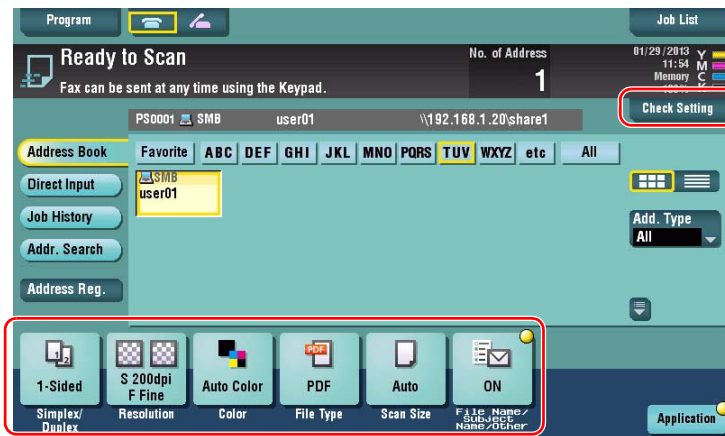 Program
Job List
Ready to Scan
No. of Address
1
Fax can be sent at any time using the Keypad.
01/29/2013
11:54
Memory
100%
Y
M
C
K
Check Setting
PS0001 SMB user01 \\192.168.1.20\share1
Address Book
Favorite ABC DEF GHI JKL MNO PQRS TUV WXYZ etc All
SMB
user01
Direct Input
Job History
Addr. Search
Address Reg.
Add. Type
All
1 2
1-Sided
S 200dpi
F Fine
Auto Color
PDF
PDF
Auto
ON
Simplex/
Duplex
Resolution
Color
File Type
Scan Size
File Name/
Subject
Name/Other
Application